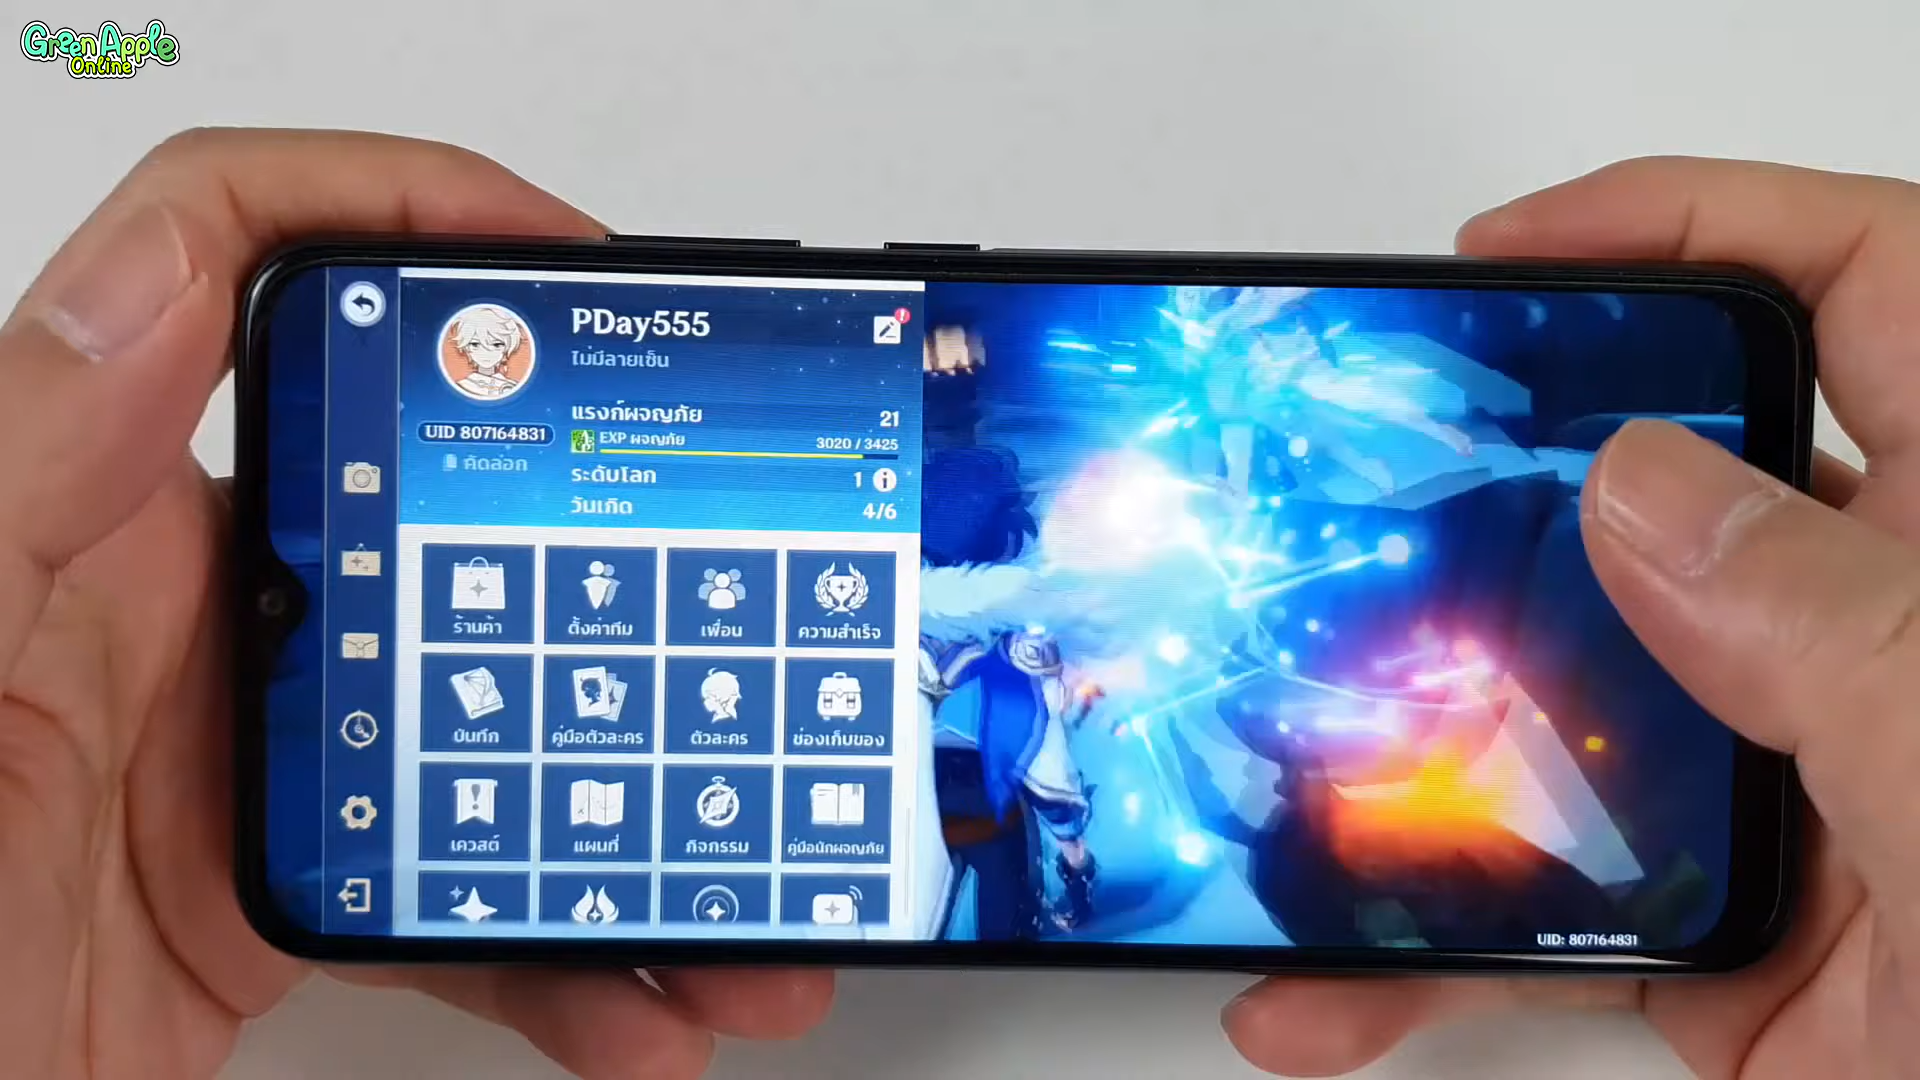 Green Apple
Online
PDay555
ไม่มีลายเซ็น
UID 807164831
คัดลอก
แรงก์ผจญภัย 21
EXP ผจญภัย 3020 / 3425
ระดับโลก 1
วันเกิด 4/6
ร้านค้า
ตั้งค่าทีม
เพื่อน
ความสำเร็จ
บันทึก
คู่มือตัวละคร
ตัวละคร
ช่องเก็บของ
เควสต์
แผนที่
กิจกรรม
คู่มือนักผจญภัย
UID: 807164831